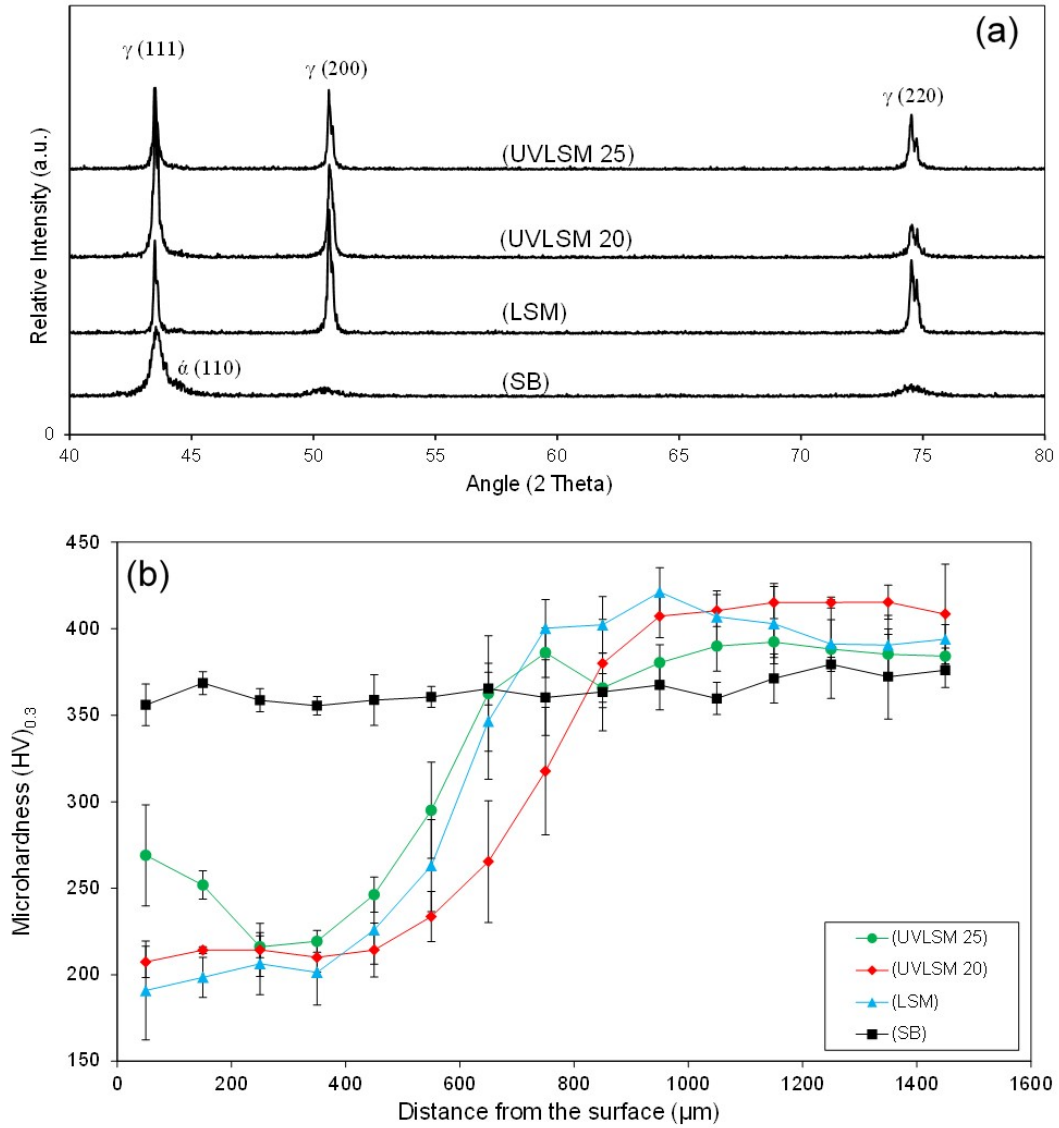 (a)
γ (111)
γ (200)
γ (220)
(UVLSM 25)
(UVLSM 20)
(LSM)
ά (110)
(SB)
Relative Intensity (a.u.)
0
40 45 50 55 60 65 70 75 80
Angle (2 Theta)
(b)
450
400
350
300
250
200
150
Microhardness (HV)0.3
(UVLSM 25)
(UVLSM 20)
(LSM)
(SB)
0 200 400 600 800 1000 1200 1400 1600
Distance from the surface (µm)